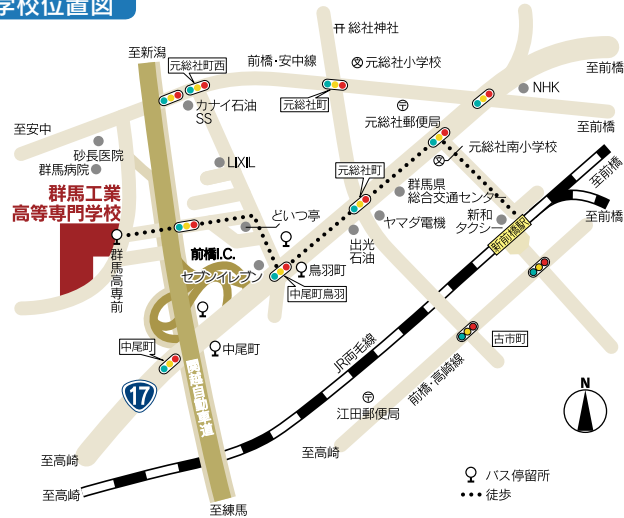 学校位置図
至新潟
元総社町西
前橋・安中線
总社神社
元総社小学校
至前橋
NHK
カナイ石油
SS
元総社町
元総社郵便局
至前橋
至安中
砂長医院
群馬病院
LIXIL
元総社南小学校
元総社町
至前橋
群馬県
総合交通センター
群馬工業
高等専門学校
ヤマダ電機
新和
タクシー
至前橋
どいつ亭
出光
石油
新前橋駅
群馬高専前
前橋I.C.
セブンイレブン
鳥羽町
中尾町鳥羽
中尾町
中尾町
古市町
JR両毛線
前橋・高崎線
関越自動車道
17
江田郵便局
N
至高崎
至高崎
至高崎
至練馬
バス停留所
徒歩